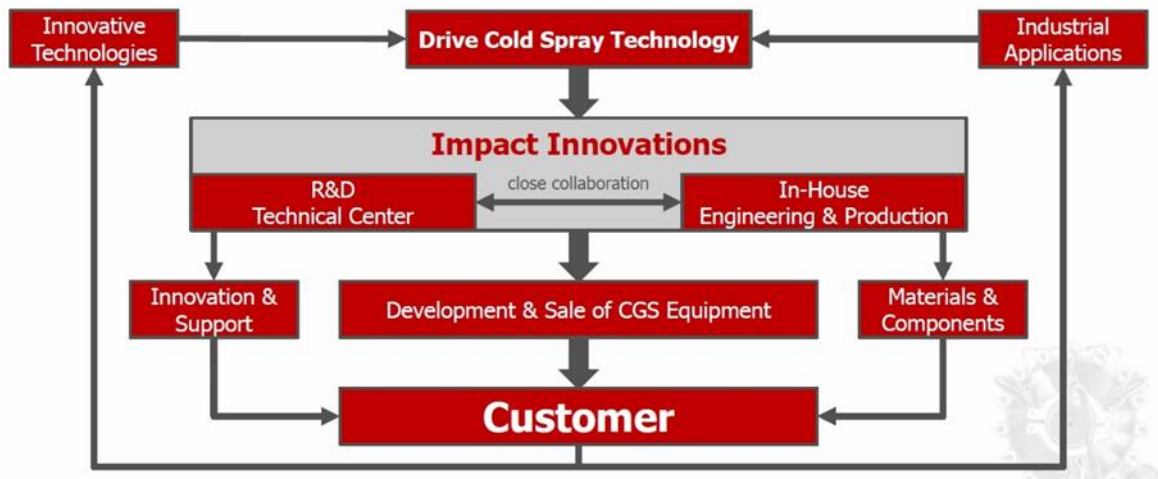 Innovative
Technologies
Drive Cold Spray Technology
Industrial
Applications
Impact Innovations
R&D
Technical Center
close collaboration
In-House
Engineering & Production
Innovation &
Support
Development & Sale of CGS Equipment
Materials &
Components
Customer